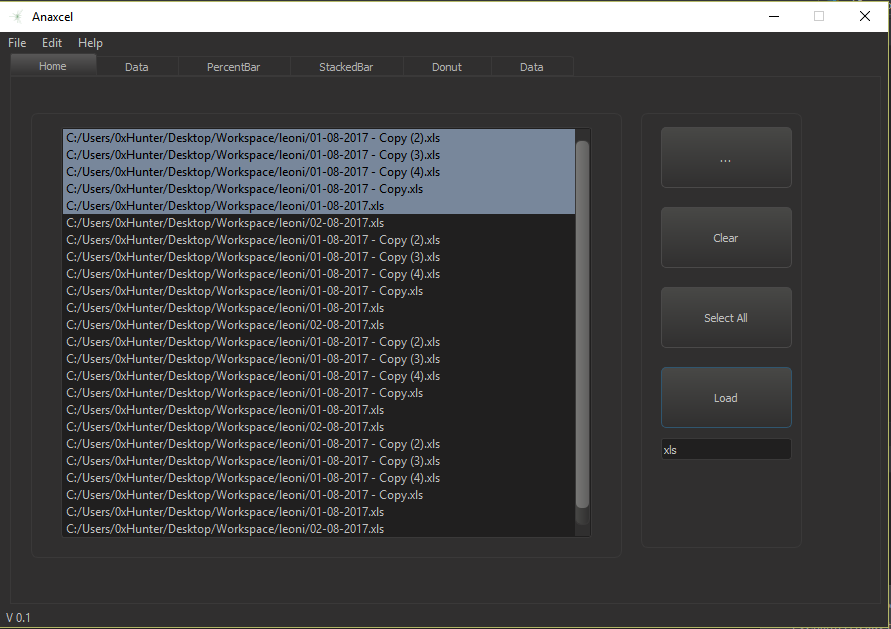 Anaxcel
File Edit Help
Home Data PercentBar StackedBar Donut Data
C:/Users/0xHunter/Desktop/Workspace/leoni/01-08-2017 - Copy (2).xls
C:/Users/0xHunter/Desktop/Workspace/leoni/01-08-2017 - Copy (3).xls
C:/Users/0xHunter/Desktop/Workspace/leoni/01-08-2017 - Copy (4).xls
C:/Users/0xHunter/Desktop/Workspace/leoni/01-08-2017 - Copy.xls
C:/Users/0xHunter/Desktop/Workspace/leoni/01-08-2017.xls
C:/Users/0xHunter/Desktop/Workspace/leoni/02-08-2017.xls
C:/Users/0xHunter/Desktop/Workspace/leoni/01-08-2017 - Copy (2).xls
C:/Users/0xHunter/Desktop/Workspace/leoni/01-08-2017 - Copy (3).xls
C:/Users/0xHunter/Desktop/Workspace/leoni/01-08-2017 - Copy (4).xls
C:/Users/0xHunter/Desktop/Workspace/leoni/01-08-2017 - Copy.xls
C:/Users/0xHunter/Desktop/Workspace/leoni/01-08-2017.xls
C:/Users/0xHunter/Desktop/Workspace/leoni/02-08-2017.xls
C:/Users/0xHunter/Desktop/Workspace/leoni/01-08-2017 - Copy (2).xls
C:/Users/0xHunter/Desktop/Workspace/leoni/01-08-2017 - Copy (3).xls
C:/Users/0xHunter/Desktop/Workspace/leoni/01-08-2017 - Copy (4).xls
C:/Users/0xHunter/Desktop/Workspace/leoni/01-08-2017 - Copy.xls
C:/Users/0xHunter/Desktop/Workspace/leoni/01-08-2017.xls
C:/Users/0xHunter/Desktop/Workspace/leoni/02-08-2017.xls
C:/Users/0xHunter/Desktop/Workspace/leoni/01-08-2017 - Copy (2).xls
C:/Users/0xHunter/Desktop/Workspace/leoni/01-08-2017 - Copy (3).xls
C:/Users/0xHunter/Desktop/Workspace/leoni/01-08-2017 - Copy (4).xls
C:/Users/0xHunter/Desktop/Workspace/leoni/01-08-2017 - Copy.xls
C:/Users/0xHunter/Desktop/Workspace/leoni/01-08-2017.xls
C:/Users/0xHunter/Desktop/Workspace/leoni/02-08-2017.xls
...
Clear
Select All
Load
xls
V 0.1